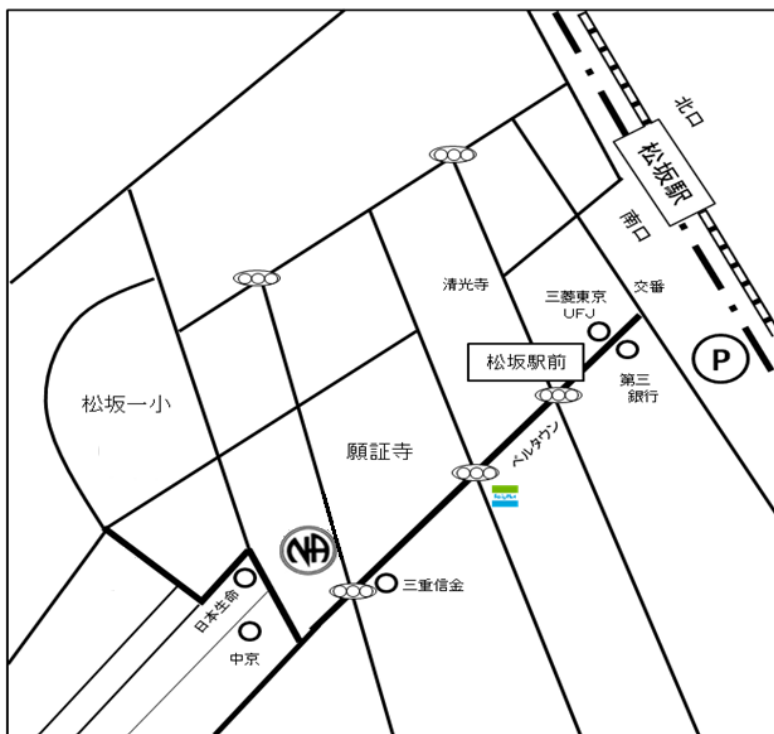 北口
松坂駅
南口
清光寺
交番
三菱東京
UFJ
松坂駅前
P
第三
銀行
松坂一小
ベルタウン
願証寺
FamilyMart
NA
三重信金
日本生命
中京